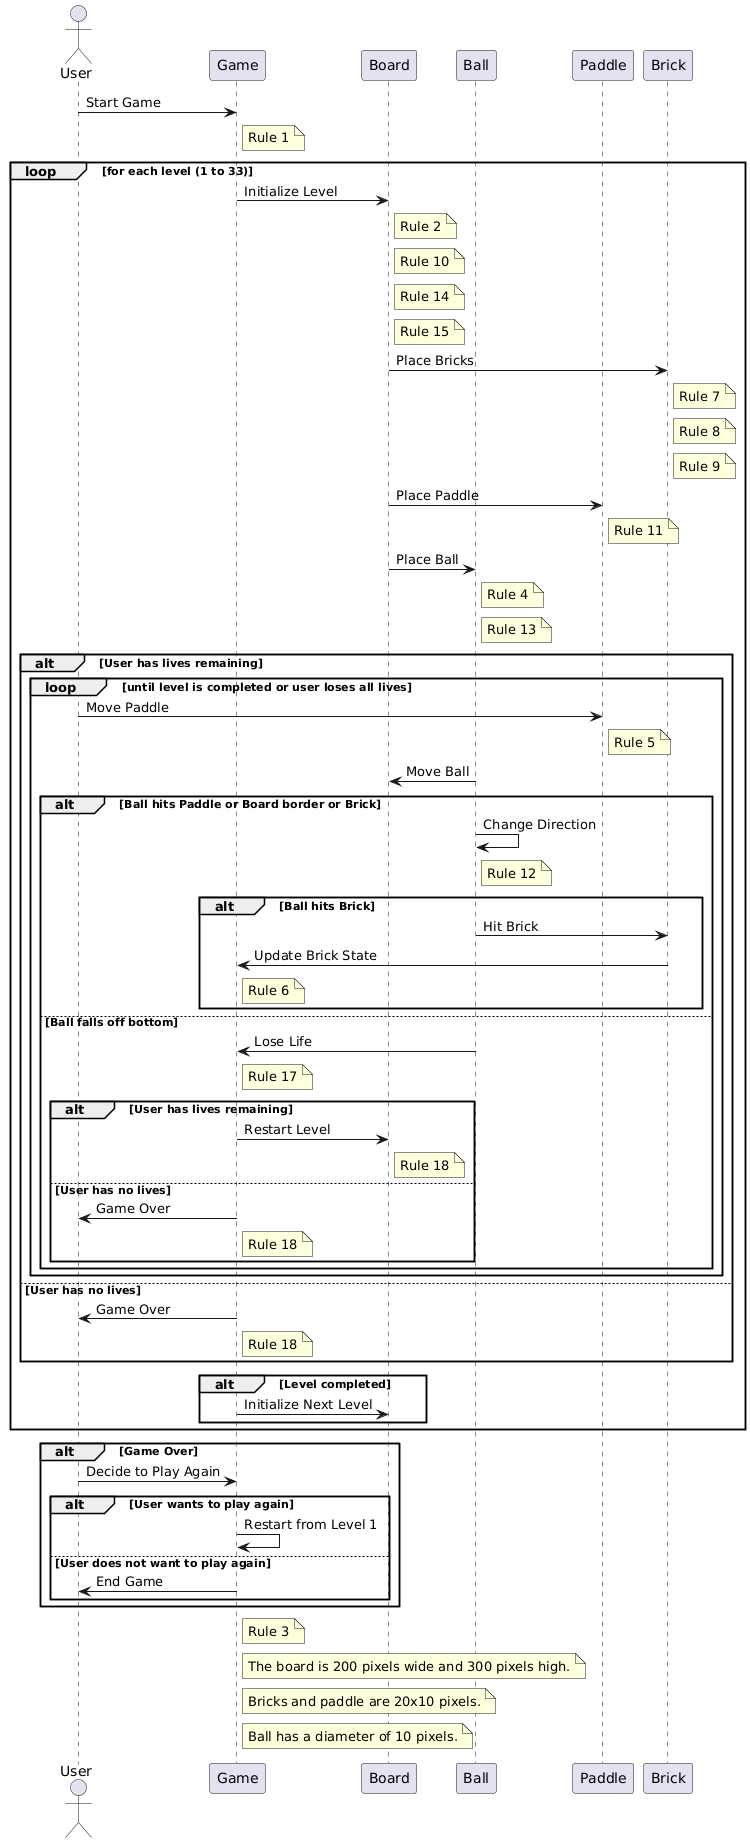 User
Game
Board
Ball
Paddle
Brick
Start Game
Rule 1
loop [for each level (1 to 33)]
Initialize Level
Rule 2
Rule 10
Rule 14
Rule 15
Place Bricks
Rule 7
Rule 8
Rule 9
Place Paddle
Rule 11
Place Ball
Rule 4
Rule 13
alt [User has lives remaining]
loop [until level is completed or user loses all lives]
Move Paddle
Rule 5
Move Ball
alt [Ball hits Paddle or Board border or Brick]
Change Direction
Rule 12
alt [Ball hits Brick]
Hit Brick
Update Brick State
Rule 6
[Ball falls off bottom]
Lose Life
Rule 17
alt [User has lives remaining]
Restart Level
Rule 18
[User has no lives]
Game Over
Rule 18
[User has no lives]
Game Over
Rule 18
alt [Level completed]
Initialize Next Level
alt [Game Over]
Decide to Play Again
alt [User wants to play again]
Restart from Level 1
[User does not want to play again]
End Game
Rule 3
The board is 200 pixels wide and 300 pixels high.
Bricks and paddle are 20x10 pixels.
Ball has a diameter of 10 pixels.
User
Game
Board
Ball
Paddle
Brick